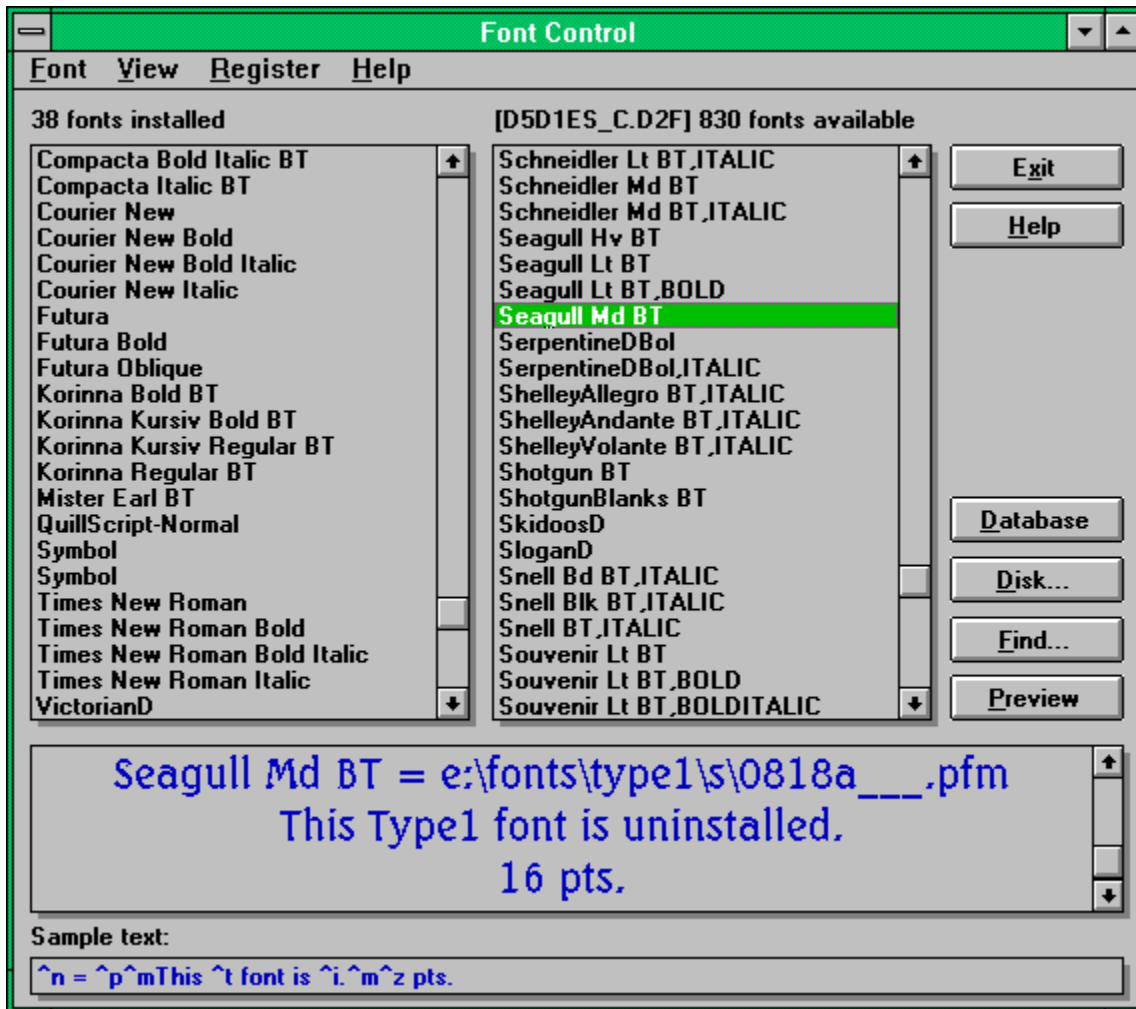 Font Control
Font View Register Help
38 fonts installed
[D5D1ES_C.D2F] 830 fonts available
Compacta Bold Italic BT
Compacta Italic BT
Courier New
Courier New Bold
Courier New Bold Italic
Courier New Italic
Futura
Futura Bold
Futura Oblique
Korinna Bold BT
Korinna Kursiv Bold BT
Korinna Kursiv Regular BT
Korinna Regular BT
Mister Earl BT
QuillScript-Normal
Symbol
Symbol
Times New Roman
Times New Roman Bold
Times New Roman Bold Italic
Times New Roman Italic
VictorianD
Schneidler Lt BT,ITALIC
Schneidler Md BT
Schneidler Md BT,ITALIC
Seagull Hv BT
Seagull Lt BT
Seagull Lt BT,BOLD
Seagull Md BT
SerpentineDBol
SerpentineDBol,ITALIC
ShelleyAllegro BT,ITALIC
ShelleyAndante BT,ITALIC
ShelleyVolante BT,ITALIC
Shotgun BT
ShotgunBlanks BT
SkidoosD
SloganD
Snell Bd BT,ITALIC
Snell Blk BT,ITALIC
Snell BT,ITALIC
Souvenir Lt BT
Souvenir Lt BT,BOLD
Souvenir Lt BT,BOLDITALIC
Exit
Help
Database
Disk...
Find...
Preview
Seagull Md BT = e:\fonts\type1\s\0818a___.pfm
This Type1 font is uninstalled.
16 pts.
Sample text:
^n = ^p^mThis ^t font is ^i.^m^z pts.